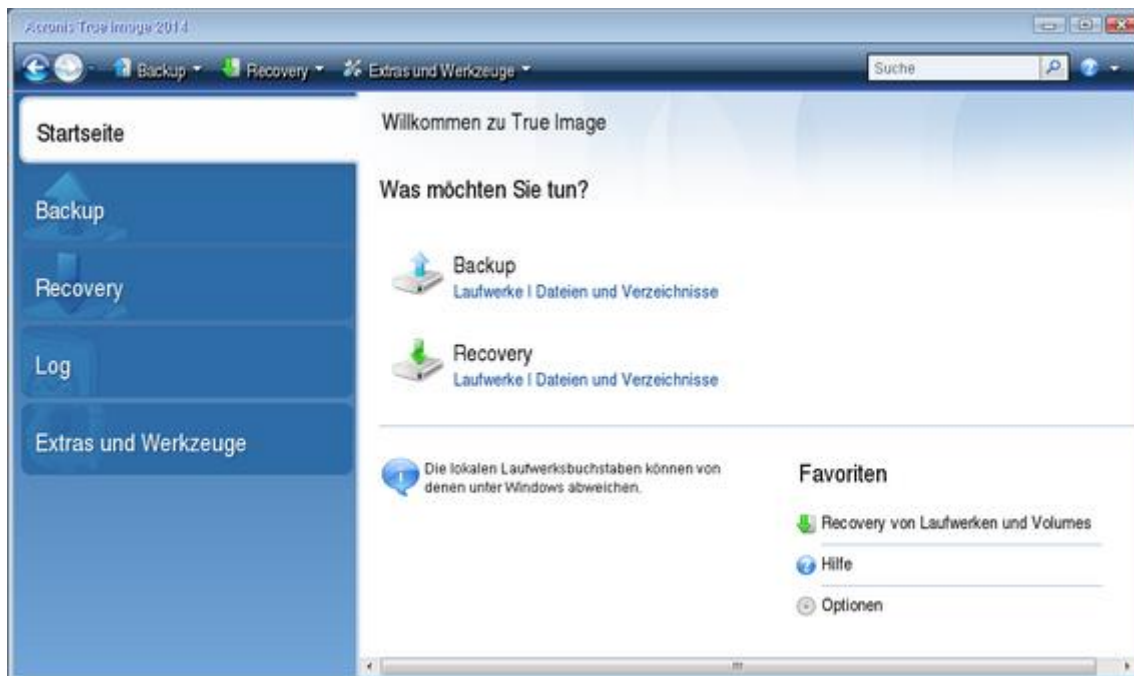 Acronis True Image 2014
Backup Recovery Extras und Werkzeuge Suche
Startseite
Backup
Recovery
Log
Extras und Werkzeuge
Willkommen zu True Image
Was möchten Sie tun?
Backup
Laufwerke | Dateien und Verzeichnisse
Recovery
Laufwerke | Dateien und Verzeichnisse
Die lokalen Laufwerksbuchstaben können von
denen unter Windows abweichen.
Favoriten
Recovery von Laufwerken und Volumes
Hilfe
Optionen